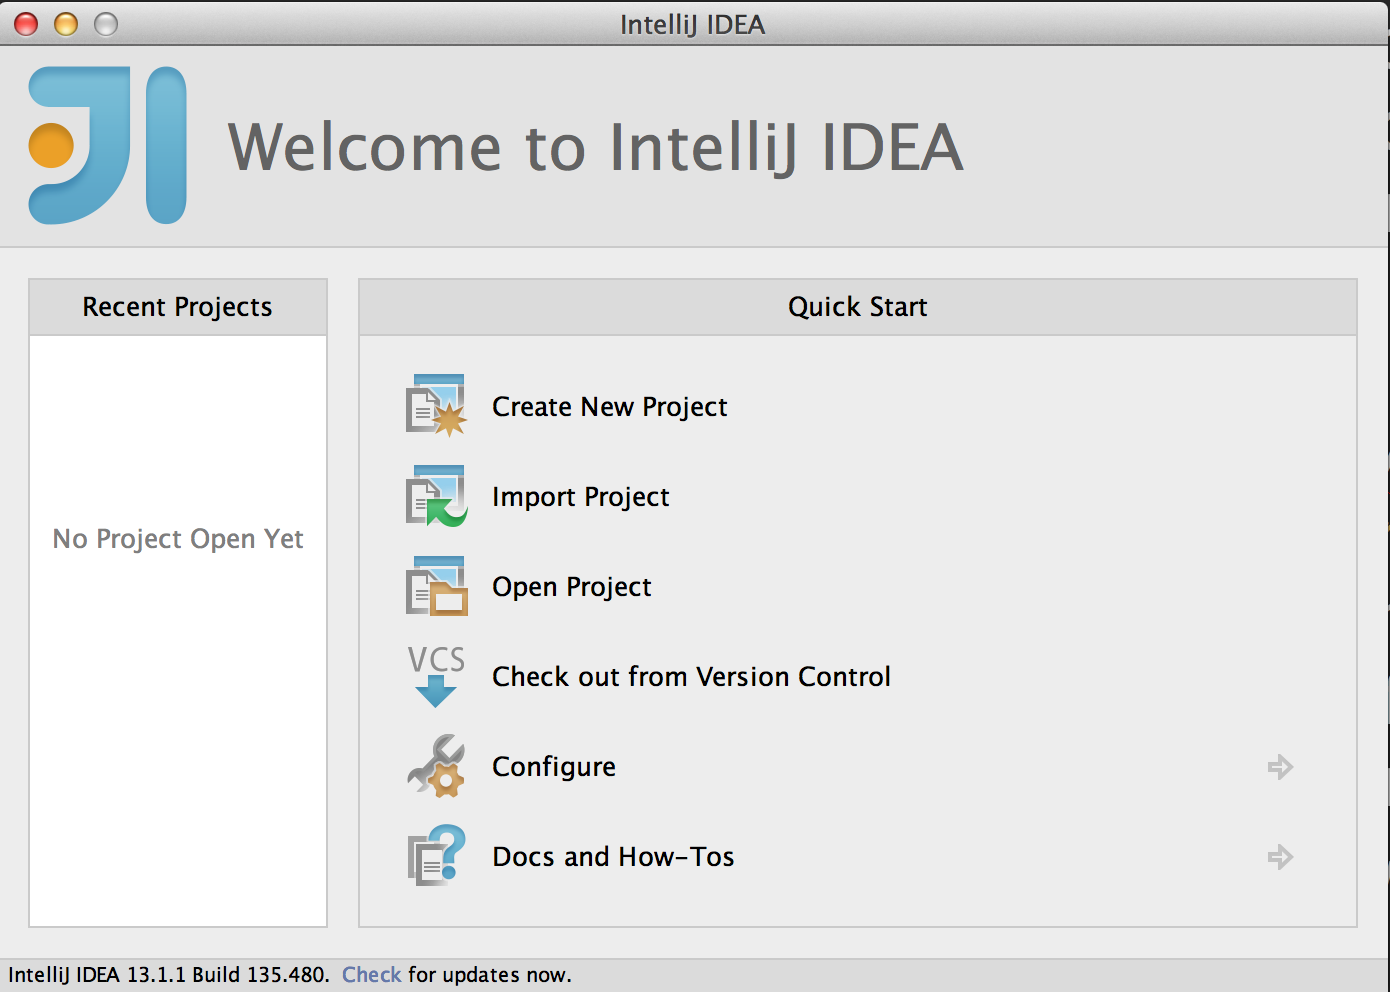 IntelliJ IDEA
Welcome to IntelliJ IDEA
Recent Projects
No Project Open Yet
Quick Start
Create New Project
Import Project
Open Project
VCS
Check out from Version Control
Configure
Docs and How-Tos
IntelliJ IDEA 13.1.1 Build 135.480. Check for updates now.